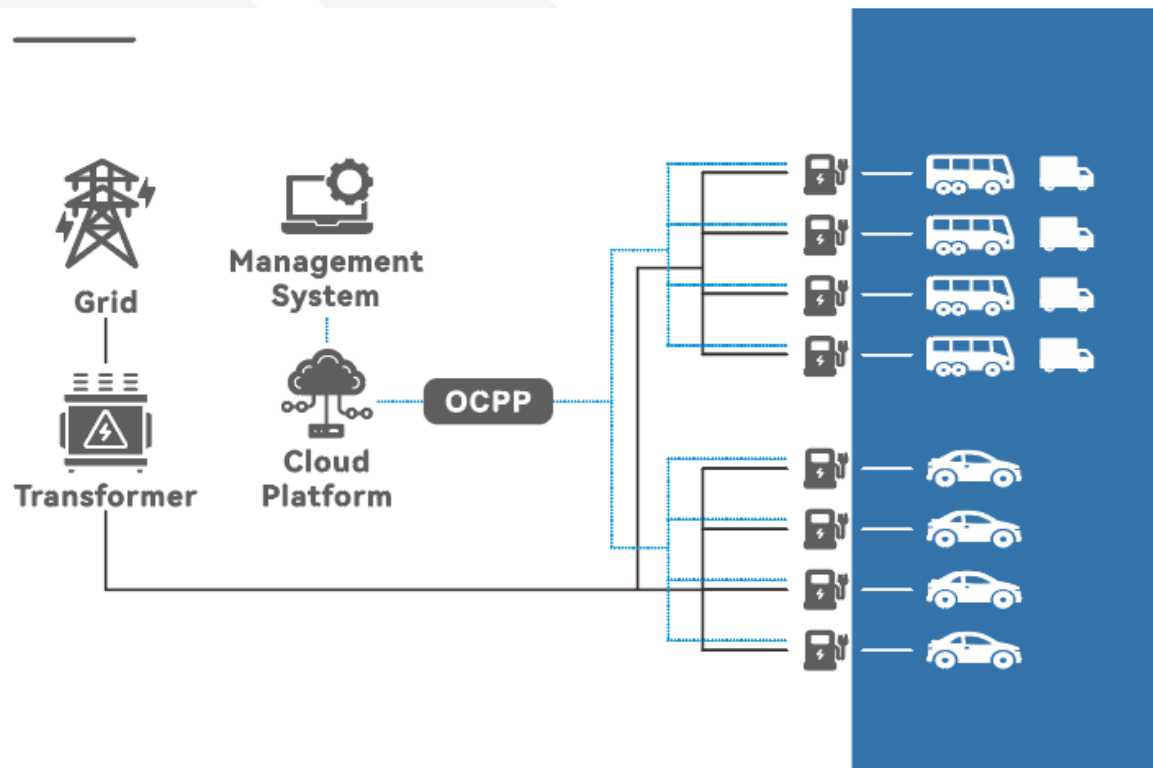 Grid
Management
System
OCPP
Cloud
Platform
Transformer